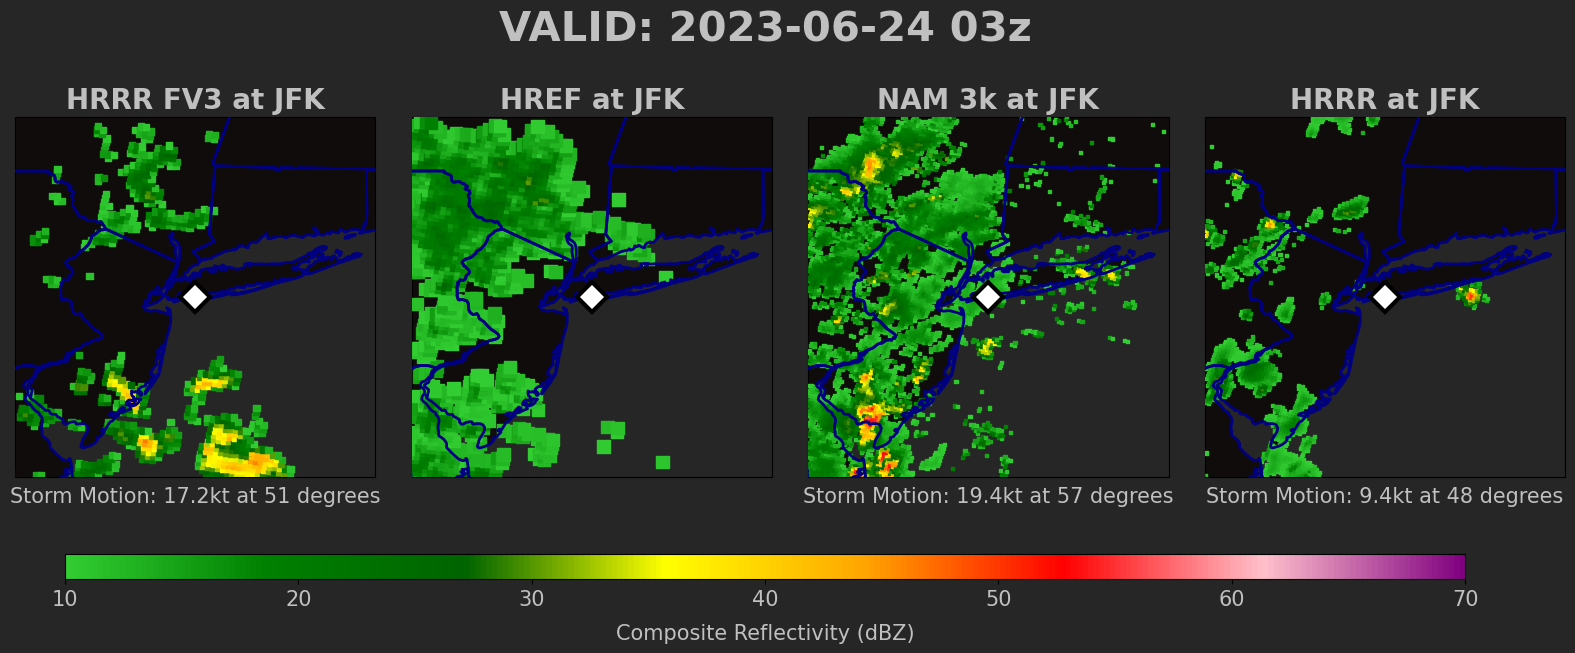 VALID: 2023-06-24 03z
HRRR FV3 at JFK
HREF at JFK
NAM 3k at JFK
HRRR at JFK
Storm Motion: 17.2kt at 51 degrees
Storm Motion: 19.4kt at 57 degrees
Storm Motion: 9.4kt at 48 degrees
10 20 30 40 50 60 70
Composite Reflectivity (dBZ)